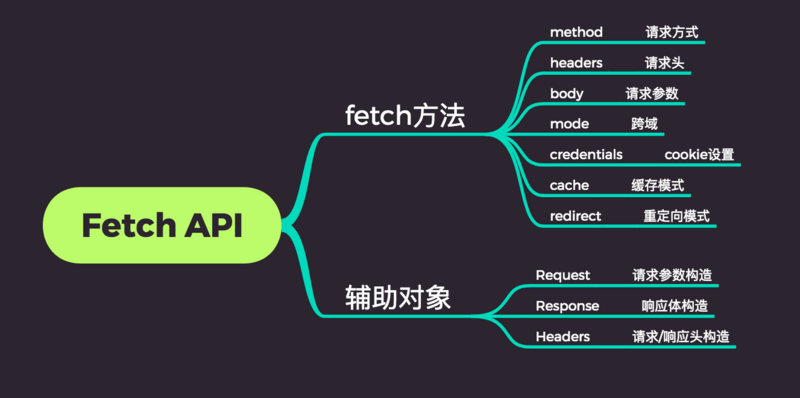 Fetch API
fetch方法
method 请求方式
headers 请求头
body 请求参数
mode 跨域
credentials cookie设置
cache 缓存模式
redirect 重定向模式
辅助对象
Request 请求参数构造
Response 响应体构造
Headers 请求/响应头构造